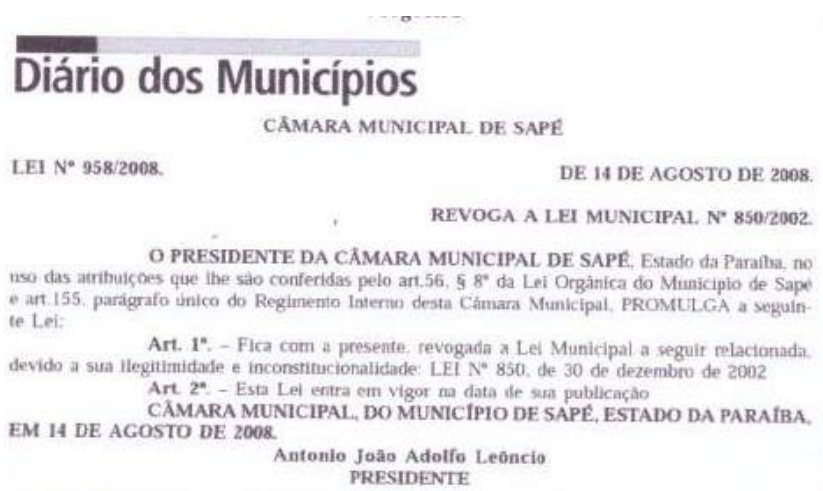 Diário dos Municípios
CÂMARA MUNICIPAL DE SAPÉ
LEI Nº 958/2008.
DE 14 DE AGOSTO DE 2008.
REVOGA A LEI MUNICIPAL Nº 850/2002.
O PRESIDENTE DA CÂMARA MUNICIPAL DE SAPÉ, Estado da Paraíba, no
uso das atribuições que lhe são conferidas pelo art.56, § 8º da Lei Orgânica do Município de Sapé
e art.155, parágrafo único do Regimento Interno desta Câmara Municipal, PROMULGA a seguin-
te Lei:
Art. 1º. – Fica com a presente, revogada a Lei Municipal a seguir relacionada,
devido a sua ilegitimidade e inconstitucionalidade: LEI Nº 850, de 30 de dezembro de 2002
Art. 2º. – Esta Lei entra em vigor na data de sua publicação
CÂMARA MUNICIPAL, DO MUNICÍPIO DE SAPÉ, ESTADO DA PARAÍBA,
EM 14 DE AGOSTO DE 2008.
Antonio João Adolfo Leôncio
PRESIDENTE